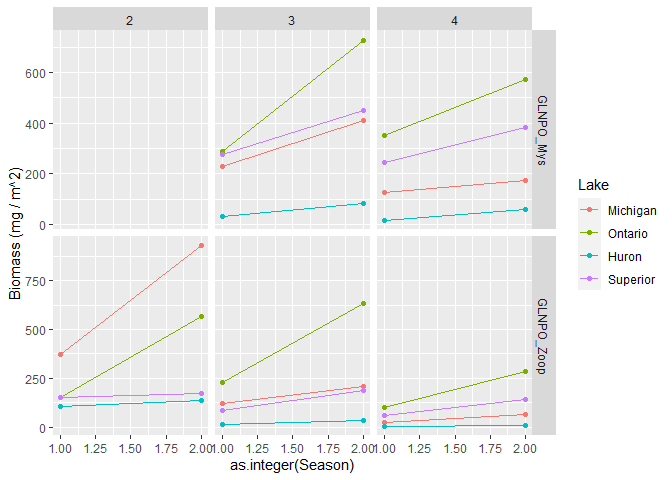 2 3 4
600
400
200
0
GLNPO_Mys
750
500
250
0
GLNPO_Zoop
1.00 1.25 1.50 1.75 2.00 1.00 1.25 1.50 1.75 2.00 1.00 1.25 1.50 1.75 2.00
as.integer(Season)
Biomass (mg / m^2)
Lake
Michigan
Ontario
Huron
Superior